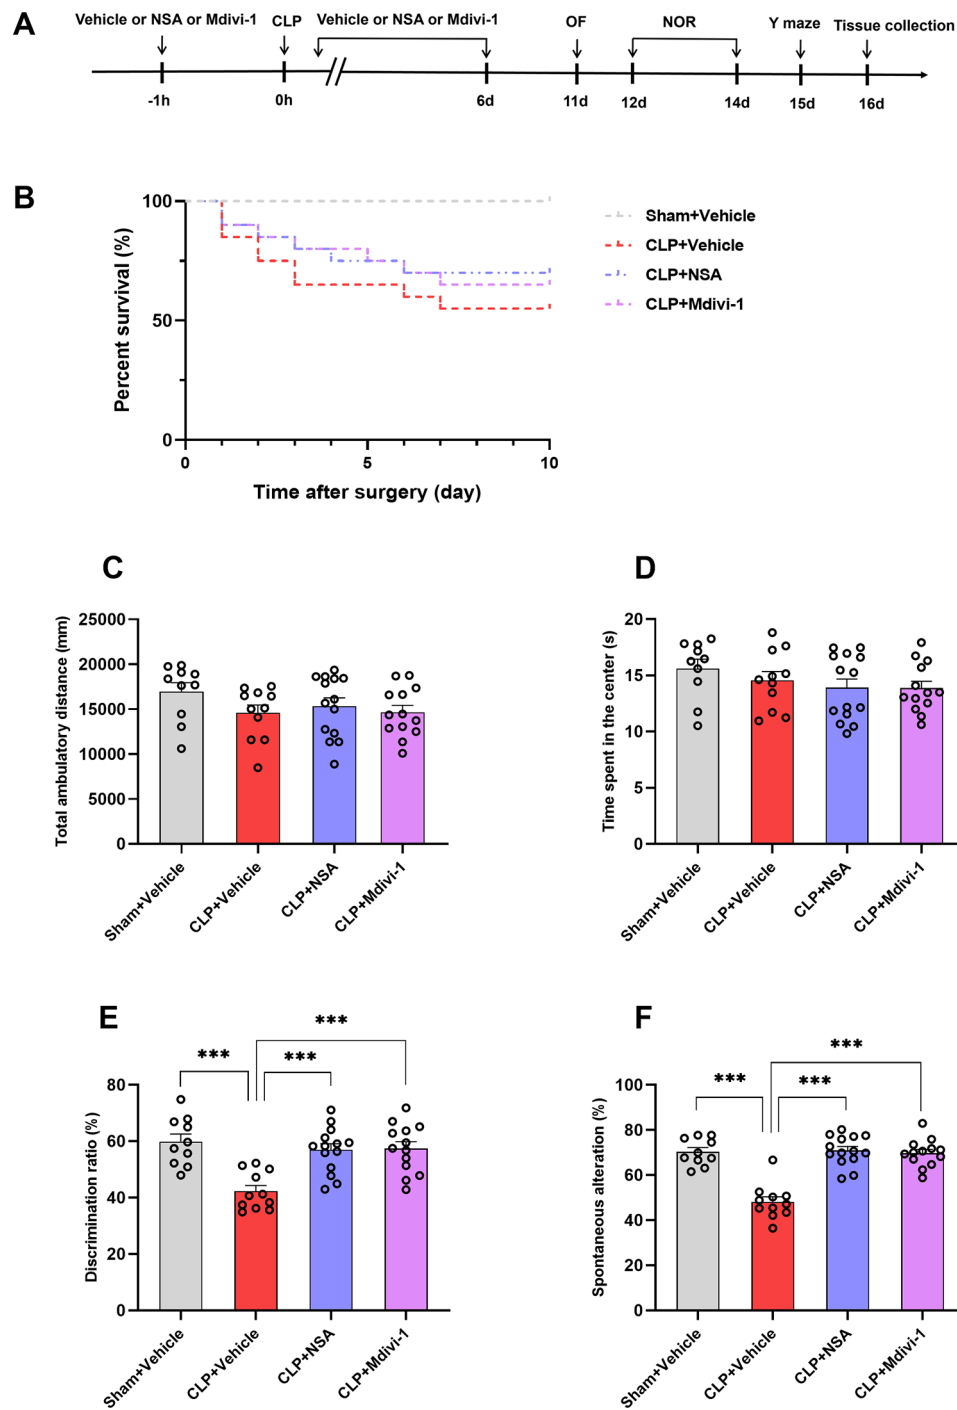 A
Vehicle or NSA or Mdivi-1 CLP Vehicle or NSA or Mdivi-1 OF NOR Y maze Tissue collection
-1h 0h 6d 11d 12d 14d 15d 16d
B
Percent survival (%)
100
50
0
0 5 10
Time after surgery (day)
Sham+Vehicle
CLP+Vehicle
CLP+NSA
CLP+Mdivi-1
C
Total ambulatory distance (mm)
25000
20000
15000
10000
5000
0
Sham+Vehicle CLP+Vehicle CLP+NSA CLP+Mdivi-1
D
Time spent in the center (s)
20
15
10
5
0
Sham+Vehicle CLP+Vehicle CLP+NSA CLP+Mdivi-1
E
***
*** ***
Discrimination ratio (%)
80
60
40
20
0
Sham+Vehicle CLP+Vehicle CLP+NSA CLP+Mdivi-1
F
***
*** ***
Spontaneous alteration (%)
100
80
60
40
20
0
Sham+Vehicle CLP+Vehicle CLP+NSA CLP+Mdivi-1